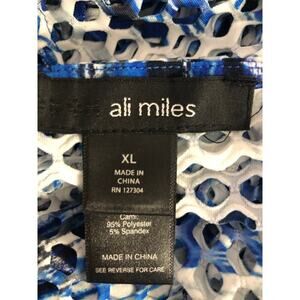 ali miles
XL
MADE IN
CHINA
RN 127304
Cami:
95% Polyester
5% Spandex
MADE IN CHINA
SEE REVERSE FOR CARE